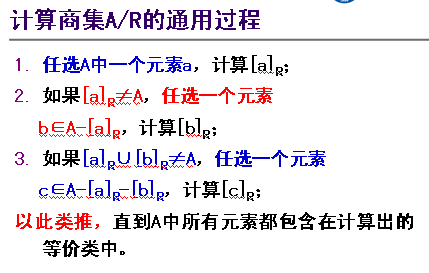 计算商集A/R的通用过程
1. 任选A中一个元素a，计算[a]R；
2. 如果[a]R≠A，任选一个元素
b∈A-[a]R，计算[b]R；
3. 如果[a]R∪[b]R≠A，任选一个元素
c∈A-[a]R-[b]R，计算[c]R；
以此类推，直到A中所有元素都包含在计算出的
等价类中。